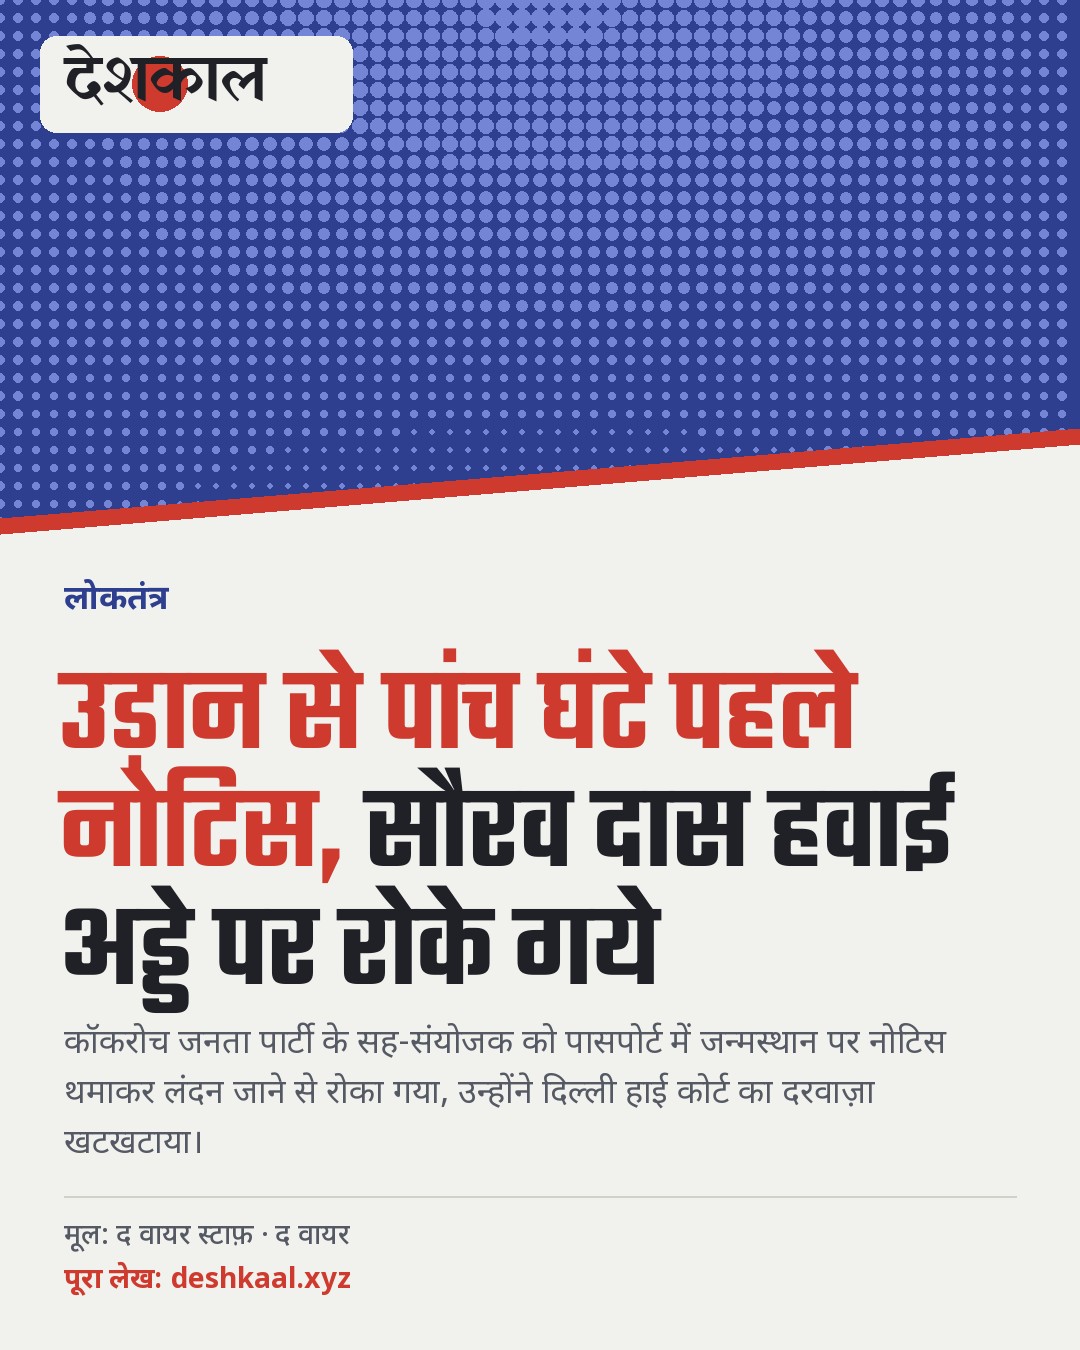 देशकाल
लोकतंत्र
उड़ान से पांच घंटे पहले
नोटिस, सौरव दास हवाई
अड्डे पर रोके गये
कॉकरोच जनता पार्टी के सह-संयोजक को पासपोर्ट में जन्मस्थान पर नोटिस
थमाकर लंदन जाने से रोका गया, उन्होंने दिल्ली हाई कोर्ट का दरवाज़ा
खटखटाया।
मूल: द वायर स्टाफ़ · द वायर
पूरा लेख: deshkaal.xyz